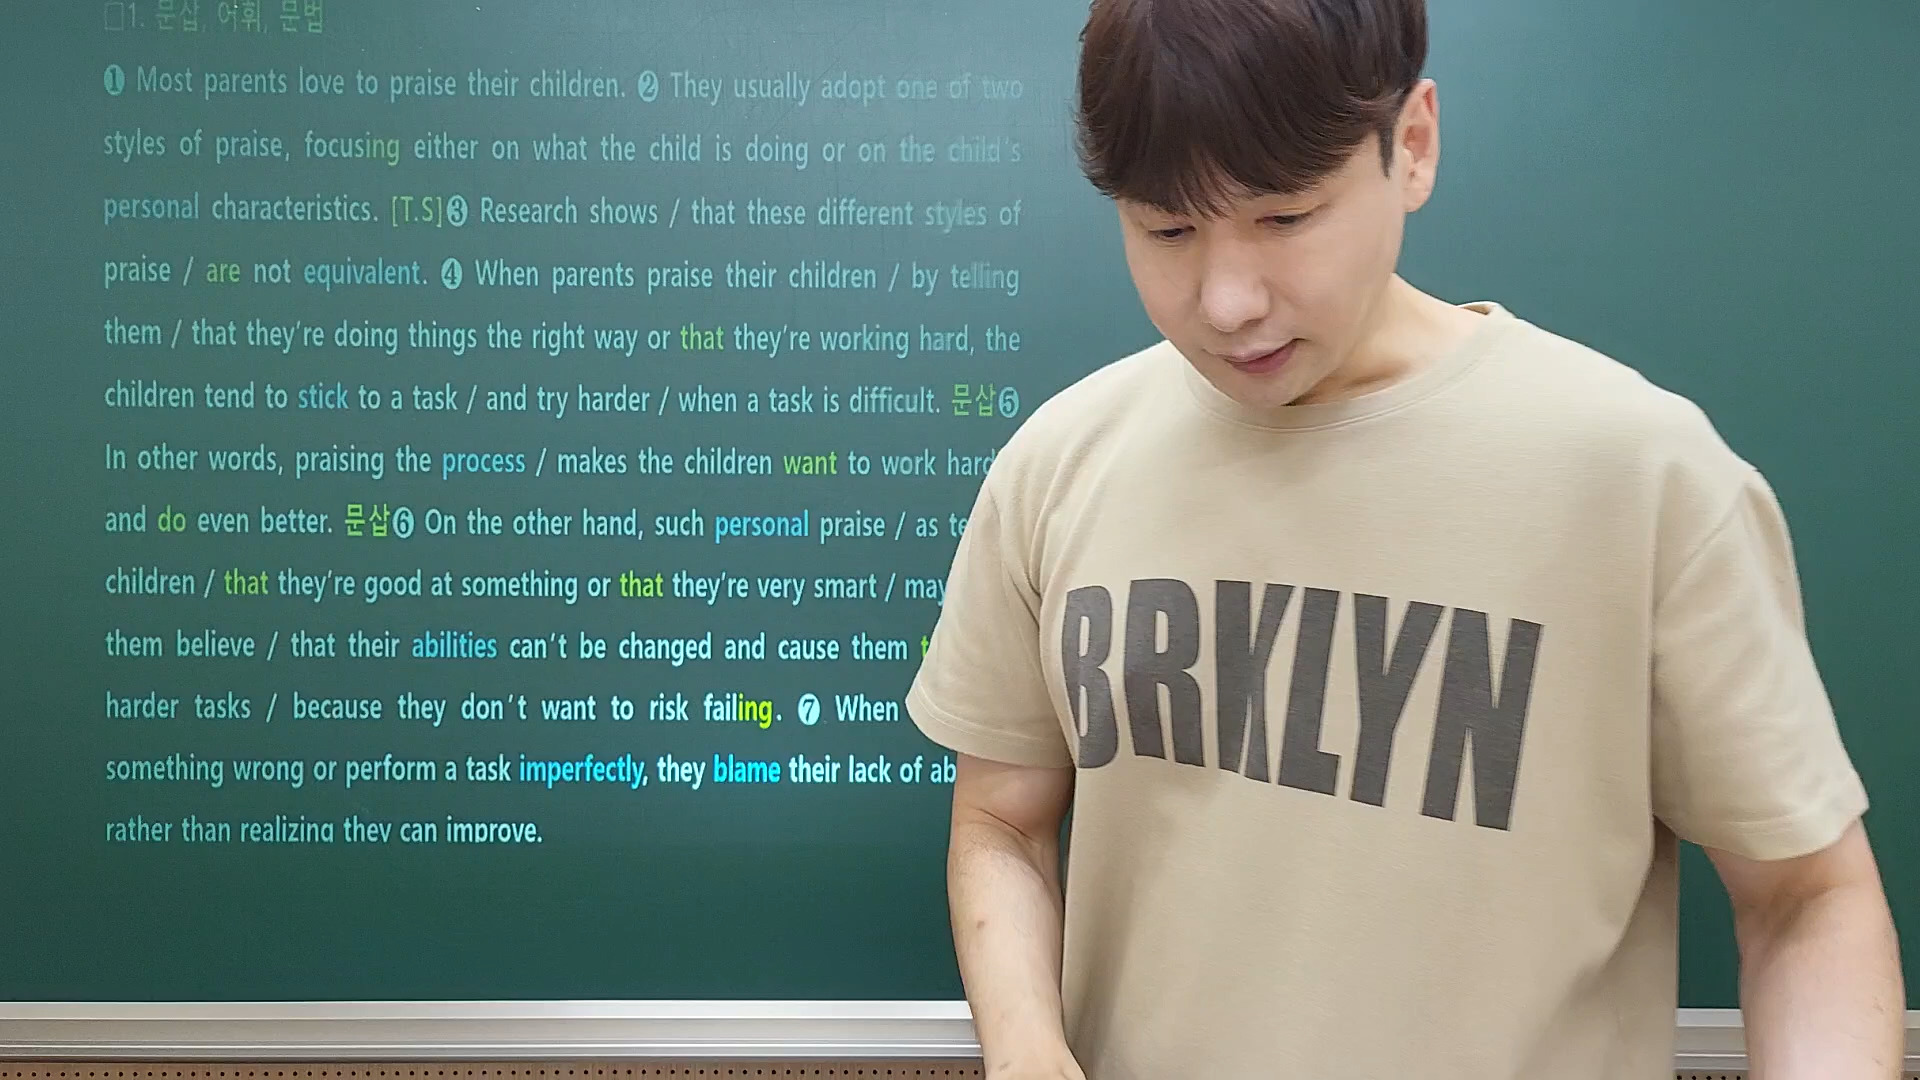 □1. 문삽, 어휘, 문법
❶ Most parents love to praise their children. ❷ They usually adopt one of two
styles of praise, focusing either on what the child is doing or on the child's
personal characteristics. [T.S]❸ Research shows / that these different styles of
praise / are not equivalent. ❹ When parents praise their children / by telling
them / that they're doing things the right way or that they're working hard, the
children tend to stick to a task / and try harder / when a task is difficult. 문삽❺
In other words, praising the process / makes the children want to work hard
and do even better. 문삽❻ On the other hand, such personal praise / as
children / that they're good at something or that they're very smart / may
them believe / that their abilities can't be changed and cause them
harder tasks / because they don't want to risk failing. ❼ When
something wrong or perform a task imperfectly, they blame their lack of
rather than realizing they can improve.
BRKLYN